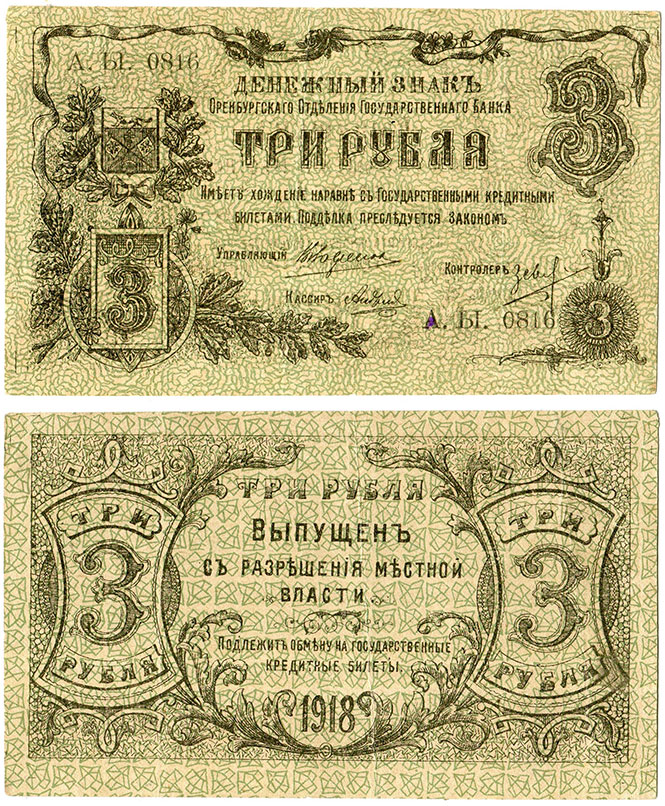 А. Ы. 0816
Денежный Знакъ
Оренбургскаго Отдѣленія Государственнаго Банка
3
Три рубля
Имѣетъ хожденіе наравнѣ съ Государственными кредитными
билетами Поддѣлка преслѣдуется закономъ
Управляющій
Контролеръ
3
Кассиръ
А. Ы. 0816
3
Три рубля
Три
Выпущенъ
Три
съ разрѣшенія мѣстной
3
власти.
3
Подлежитъ обмѣну на государственные
кредитные билеты.
Рубля
Рубля
1918